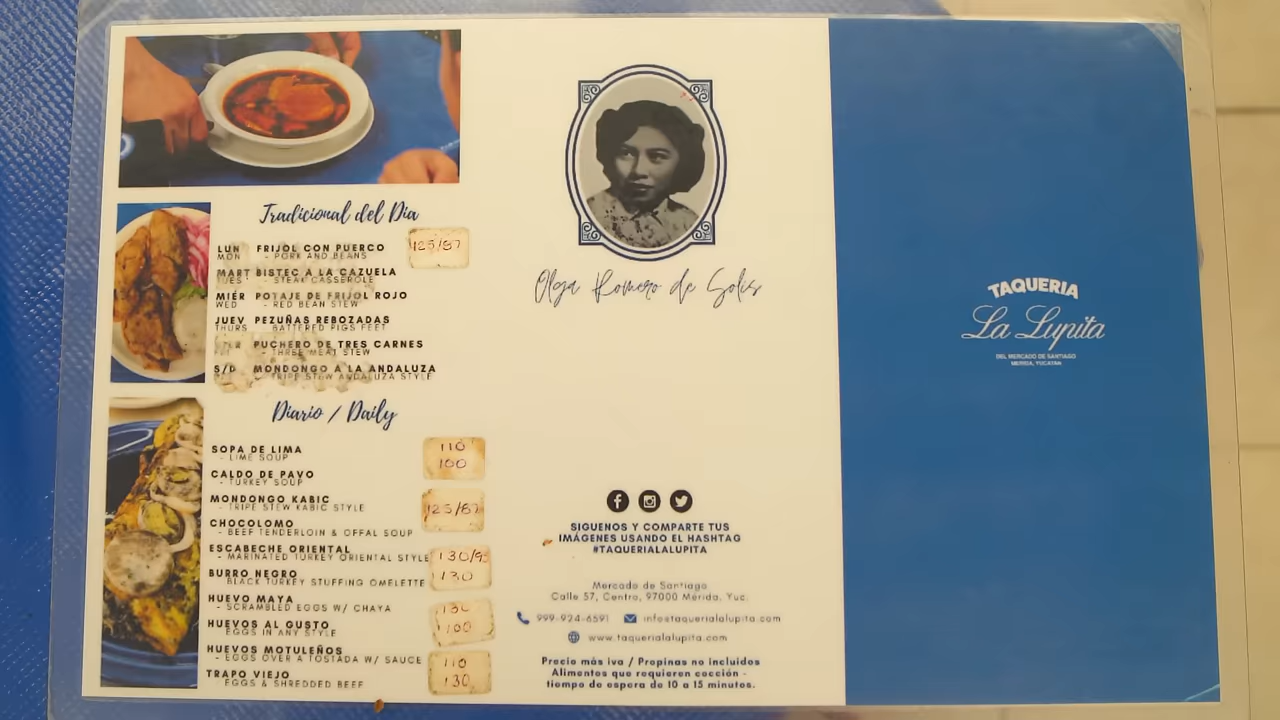 Tradicional del Dia
LUN FRIJOL CON PUERCO 125/87
MON - PORK AND BEANS
MART BISTEC A LA CAZUELA
TUES - STEAK CASSEROLE
MIÉR POTAJE DE FRIJOL ROJO
WED - RED BEAN STEW
JUEV PEZUÑAS REBOZADAS
THURS BATTERED PIGS FEET
PUCHERO DE TRES CARNES
- THREE MEAT STEW
S/D MONDONGO A LA ANDALUZA
- TRIPE STEW ANDALUZA STYLE
Diario / Daily
SOPA DE LIMA 110
- LIME SOUP 100
CALDO DE PAVO
- TURKEY SOUP
MONDONGO KABIC 125/87
- TRIPE STEW KABIC STYLE
CHOCOLOMO
- BEEF TENDERLOIN & OFFAL SOUP
ESCABECHE ORIENTAL
- MARINATED TURKEY ORIENTAL STYLE
BURRO NEGRO 130
BLACK TURKEY STUFFING OMELETTE
HUEVO MAYA
- SCRAMBLED EGGS W/ CHAYA
HUEVOS AL GUSTO 100
EGGS IN ANY STYLE
HUEVOS MOTULEÑOS 110
- EGGS OVER A TOSTADA W/ SAUCE
TRAPO VIEJO 130
EGGS & SHREDDED BEEF
Olga Romero de Solis
SIGUENOS Y COMPARTE TUS
IMÁGENES USANDO EL HASHTAG
#TAQUERIALALUPITA
Mercado de Santiago
Calle 57, Centro, 97000 Mérida, Yuc.
999-924-6591 info@taquerialalupita.com
www.taquerialalupita.com
Precio más iva / Propinas no incluidos
Alimentos que requieren cocción -
tiempo de espera de 10 a 15 minutos.
TAQUERIA
La Lupita
DEL MERCADO DE SANTIAGO
MERIDA, YUCATAN